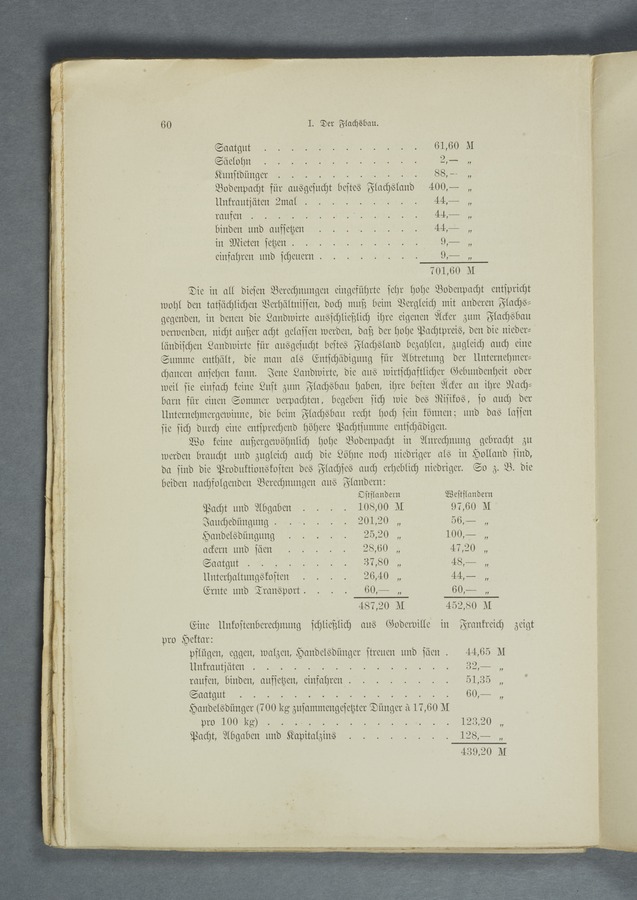 60
I. Der Flachsbau.
Saatgut . . . . . . . . . . . . 61,60 M
Säelohn . . . . . . . . . . . . 2,— „
Kunstdünger . . . . . . . . . . . 88,— „
Bodenpacht für ausgesucht bestes Flachsland 400,— „
Unkrautjäten 2mal . . . . . . . . . 44,— „
raufen . . . . . . . . . . . . . 44,— „
binden und aufsetzen . . . . . . . . 44,— „
in Mieten setzen . . . . . . . . . . 9,— „
einfahren und scheuern . . . . . . . . 9,— „
701,60 M
Die in all diesen Berechnungen eingeführte sehr hohe Bodenpacht entspricht
wohl den tatsächlichen Verhältnissen, doch muß beim Vergleich mit anderen Flachs-
gegenden, in denen die Landwirte ausschließlich ihre eigenen Äcker zum Flachsbau
verwenden, nicht außer acht gelassen werden, daß der hohe Pachtpreis, den die nieder-
ländischen Landwirte für ausgesucht bestes Flachsland bezahlen, zugleich auch eine
Summe enthält, die man als Entschädigung für Abtretung der Unternehmer-
chancen ansehen kann. Jene Landwirte, die aus wirtschaftlicher Gebundenheit oder
weil sie einfach keine Lust zum Flachsbau haben, ihre besten Äcker an ihre Nach-
barn für einen Sommer verpachten, begeben sich wie des Risikos, so auch der
Unternehmergewinne, die beim Flachsbau recht hoch sein können; und das lassen
sie sich durch eine entsprechend höhere Pachtsumme entschädigen.
Wo keine außergewöhnlich hohe Bodenpacht in Anrechnung gebracht zu
werden braucht und zugleich auch die Löhne noch niedriger als in Holland sind,
da sind die Produktionskosten des Flachses auch erheblich niedriger. So z. B. die
beiden nachfolgenden Berechnungen aus Flandern:
Ostflandern Westflandern
Pacht und Abgaben . . . . 108,00 M 97,60 M
Jauchedüngung . . . . . . 201,20 „ 56,— „
Handelsdüngung . . . . . 25,20 „ 100,— „
ackern und säen . . . . . 28,60 „ 47,20 „
Saatgut . . . . . . . . 37,80 „ 48,— „
Unterhaltungskosten . . . . 26,40 „ 44,— „
Ernte und Transport . . . . 60,— „ 60,— „
487,20 M 452,80 M
Eine Unkostenberechnung schließlich aus Goderville in Frankreich zeigt
pro Hektar:
pflügen, eggen, walzen, Handelsdünger streuen und säen . 44,65 M
Unkrautjäten . . . . . . . . . . . . . . . 32,— „
raufen, binden, aufsetzen, einfahren . . . . . . . . 51,35 „
Saatgut . . . . . . . . . . . . . . . . 60,— „
Handelsdünger (700 kg zusammengesetzter Dünger à 17,60 M
pro 100 kg) . . . . . . . . . . . . . . 123,20 „
Pacht, Abgaben und Kapitalzins . . . . . . . . 128,— „
439,20 M